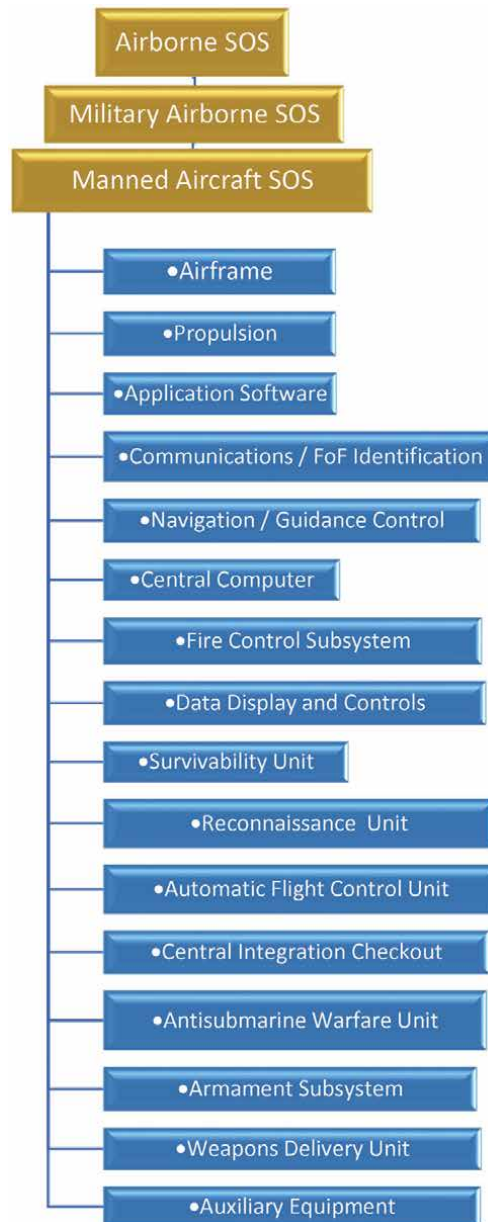 Airborne SOS
Military Airborne SOS
Manned Aircraft SOS
•Airframe
•Propulsion
•Application Software
•Communications / FoF Identification
•Navigation / Guidance Control
•Central Computer
•Fire Control Subsystem
•Data Display and Controls
•Survivability Unit
•Reconnaissance Unit
•Automatic Flight Control Unit
•Central Integration Checkout
•Antisubmarine Warfare Unit
•Armament Subsystem
•Weapons Delivery Unit
•Auxiliary Equipment